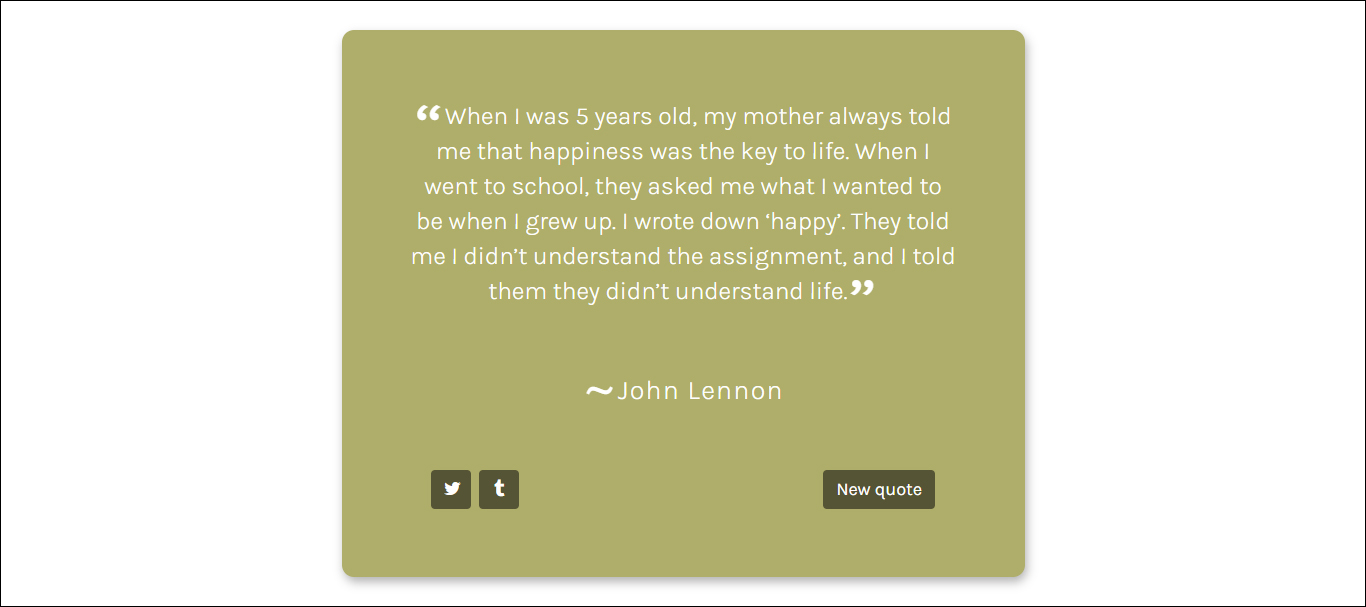 “When I was 5 years old, my mother always told
me that happiness was the key to life. When I
went to school, they asked me what I wanted to
be when I grew up. I wrote down ‘happy’. They told
me I didn’t understand the assignment, and I told
them they didn’t understand life.”
~John Lennon
t
New quote